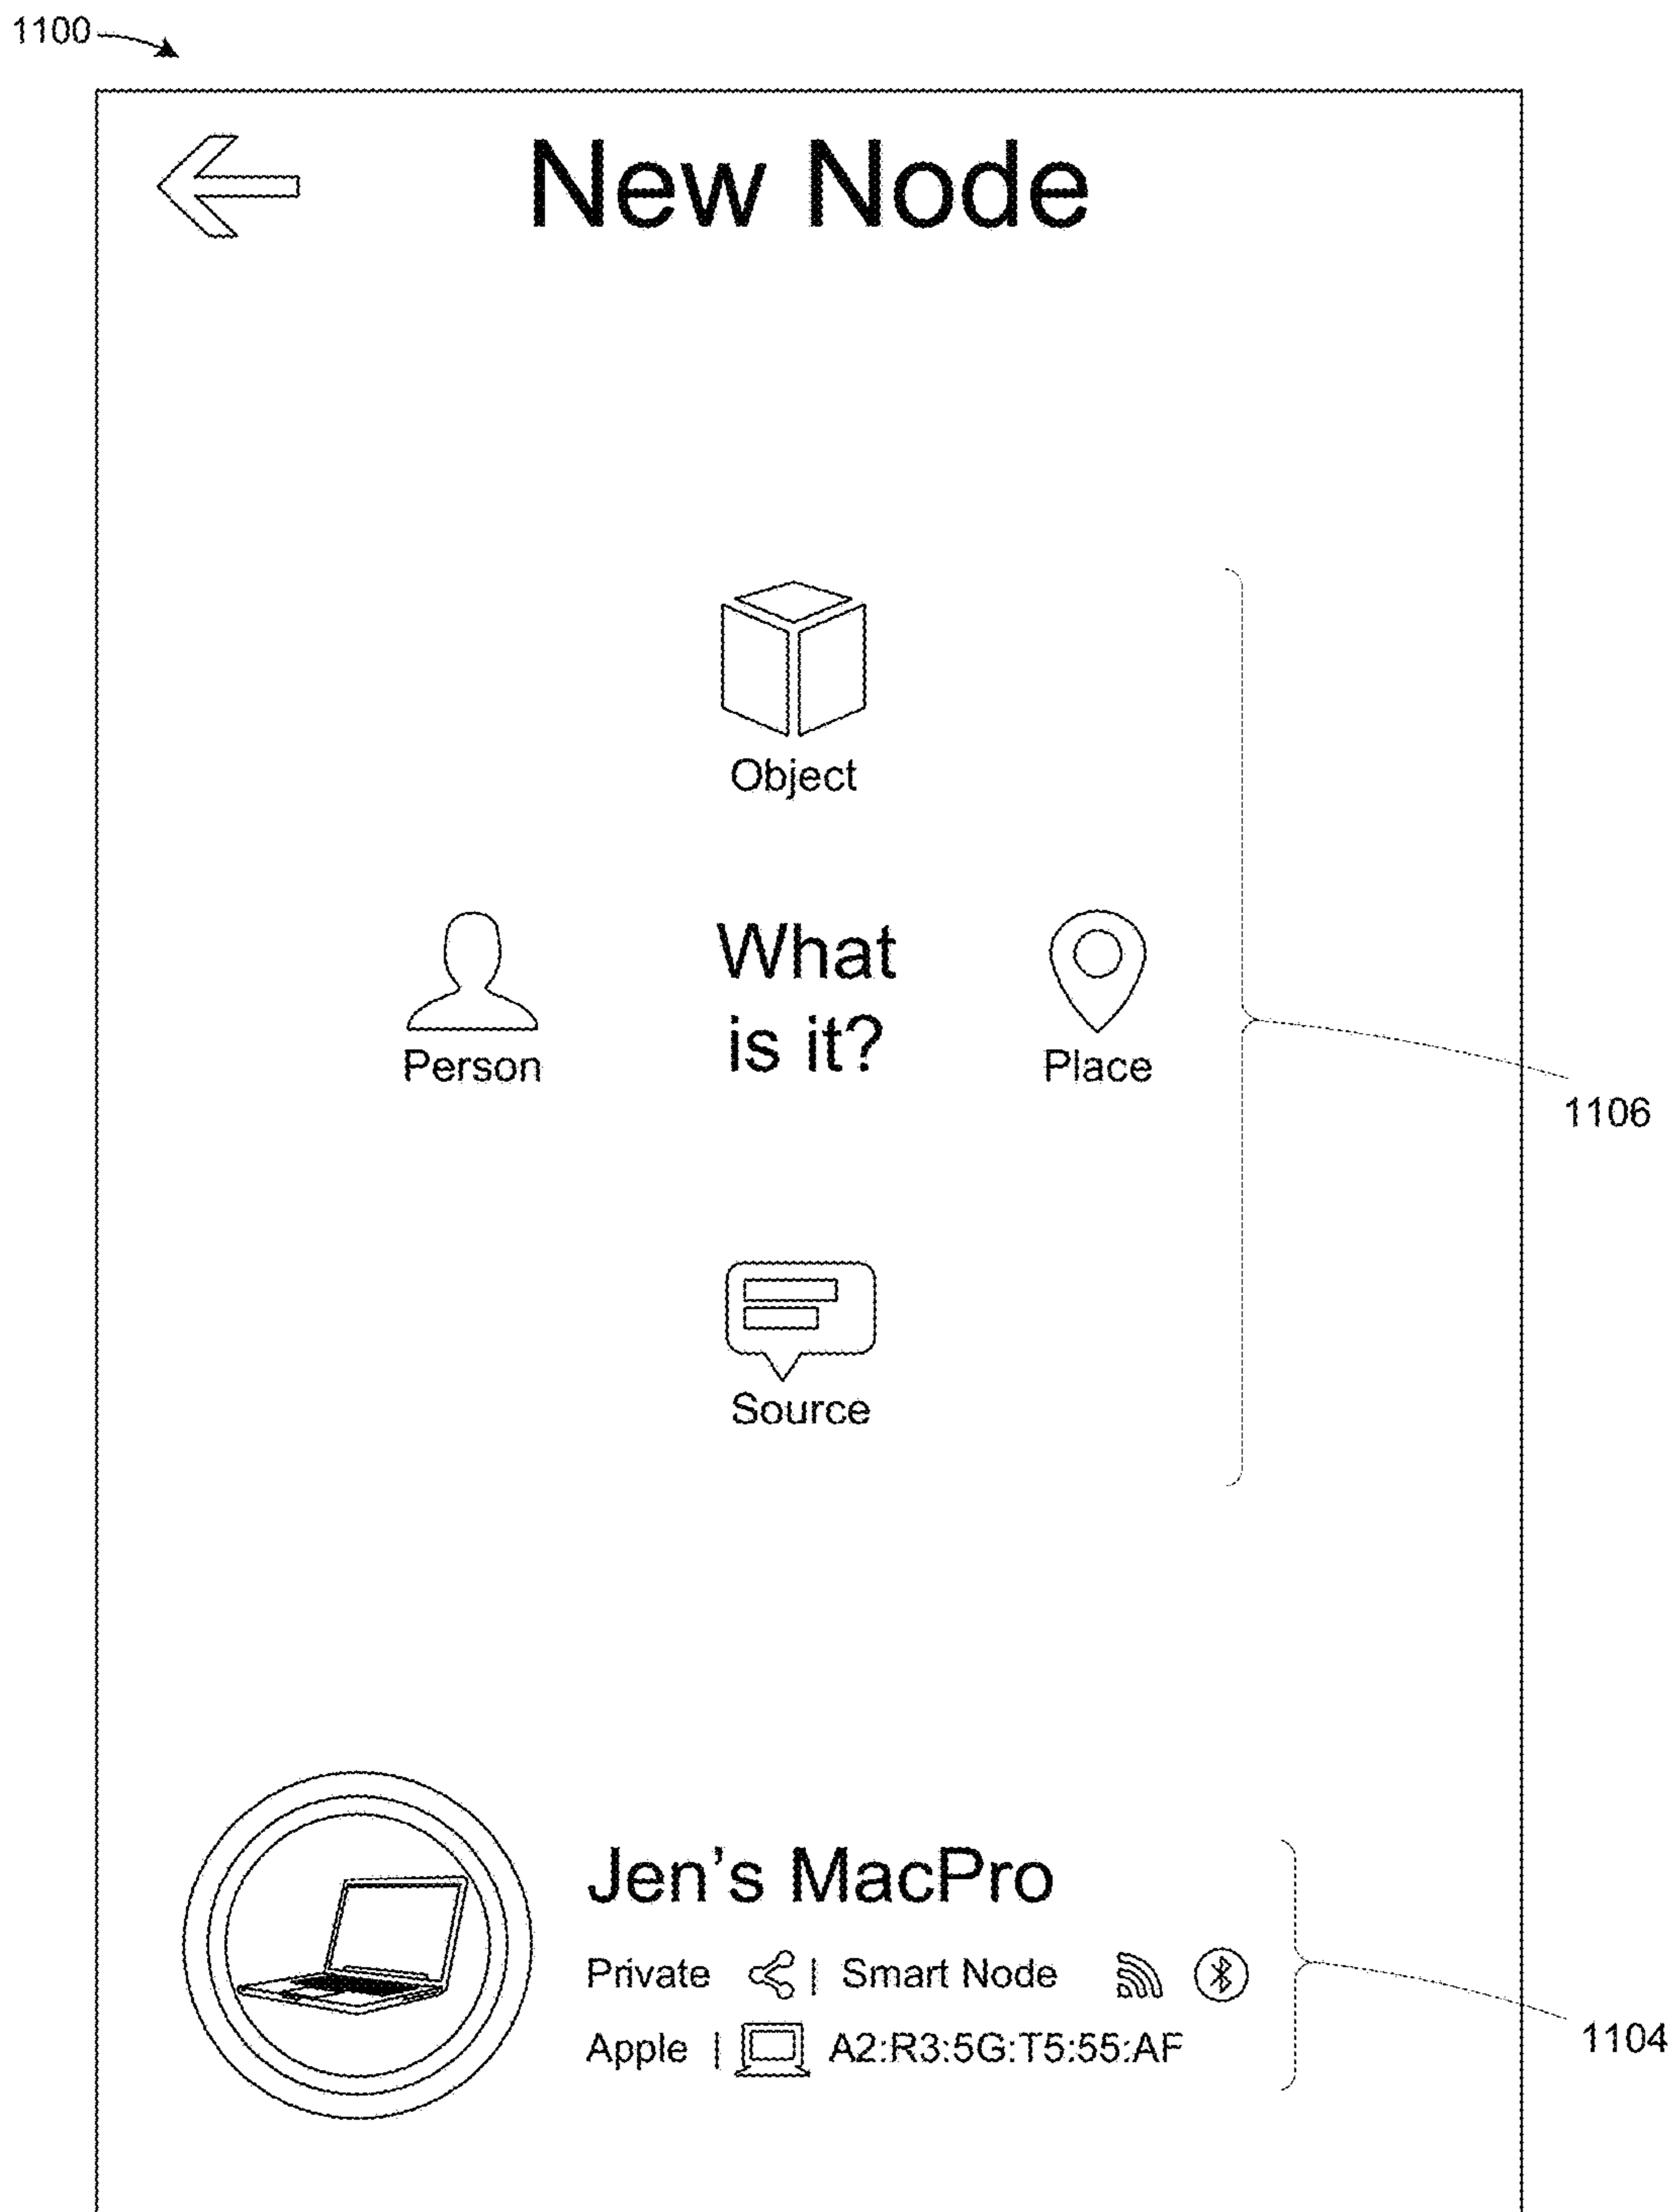 1100
New Node
Object
What
is it?
Person
Place
1106
Source
Jen's MacPro
Private | Smart Node
Apple | A2:R3:5G:T5:55:AF
1104